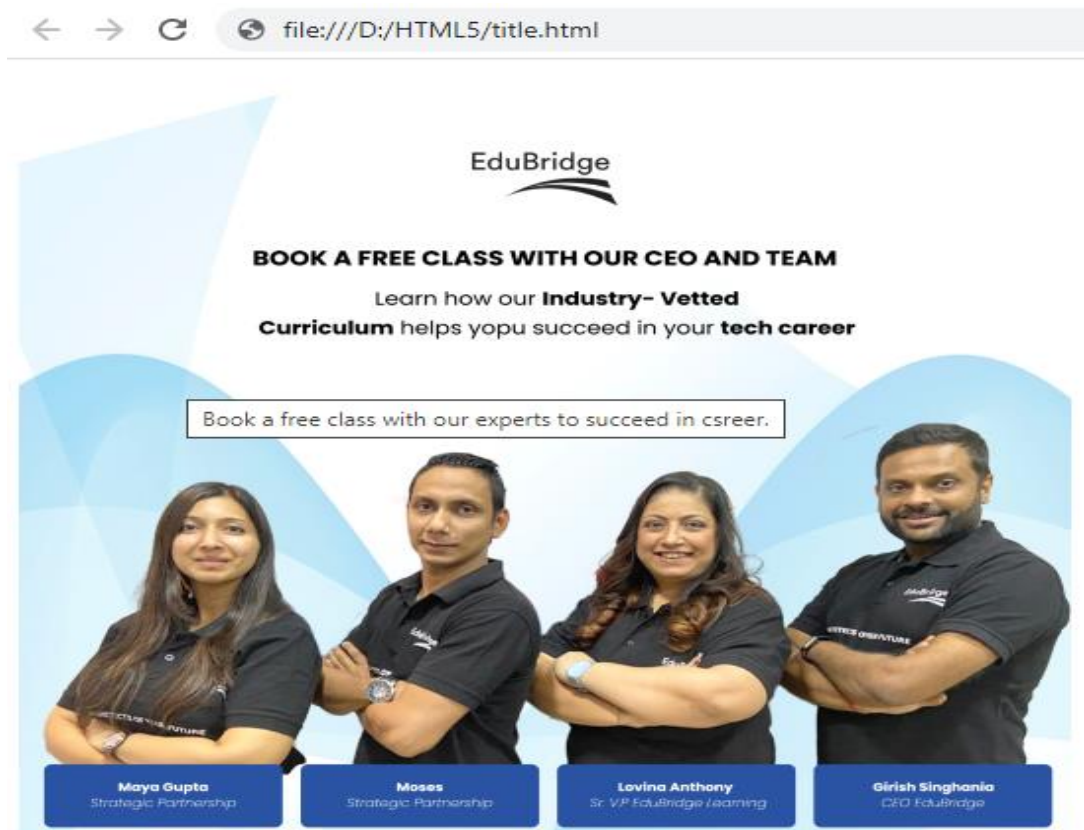 file:///D:/HTML5/title.html
EduBridge
BOOK A FREE CLASS WITH OUR CEO AND TEAM
Learn how our Industry- Vetted
Curriculum helps yopu succeed in your tech career
Book a free class with our experts to succeed in csreer.
EduBridge
Maya Gupta
Strategic Partnership
Moses
Strategic Partnership
Lovina Anthony
Sr. V.P EduBridge Learning
Girish Singhania
CEO EduBridge